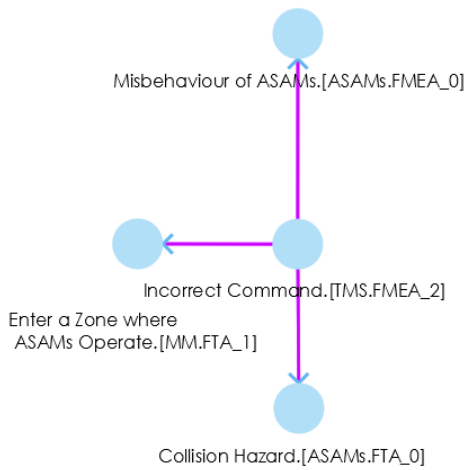 Misbehaviour of ASAMs.[ASAMs.FMEA_0]
Incorrect Command.[TMS.FMEA_2]
Enter a Zone where
ASAMs Operate.[MM.FTA_1]
Collision Hazard.[ASAMs.FTA_0]